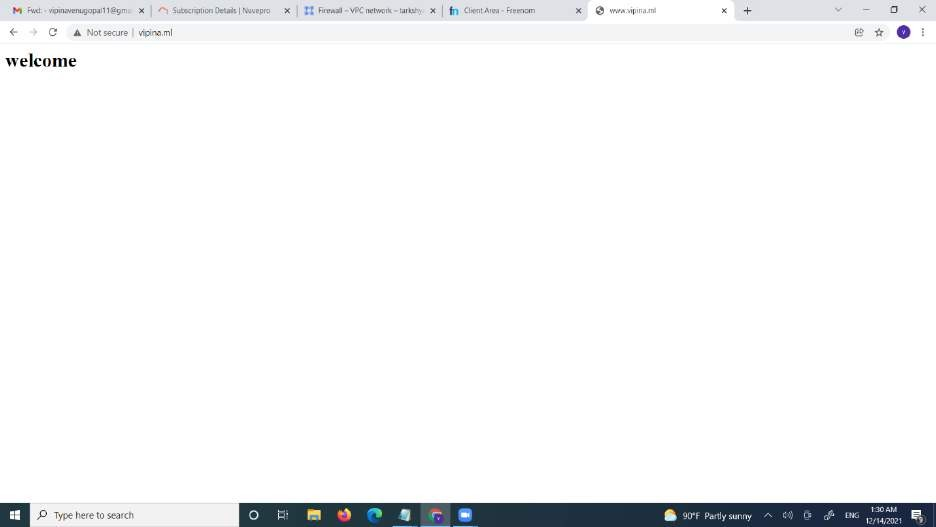 Fwd: - vipinavenugopal11@gma
Subscription Details | Nuvepro
Firewall – VPC network – tarkshya
Client Area - Freenom
www.vipina.ml
Not secure | vipina.ml
V
welcome
Type here to search
90°F Partly sunny
ENG
1:30 AM
12/14/2021